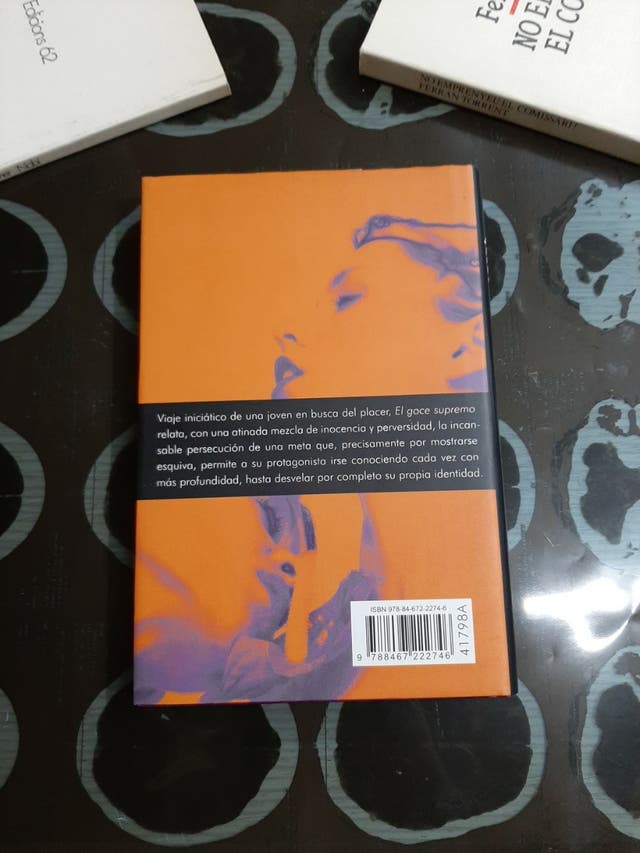 Edicions 62
NO EMPRENYEU EL COMISSARI!
FERRAN TORRENT
Viaje iniciático de una joven en busca del placer, El goce supremo
relata, con una atinada mezcla de inocencia y perversidad, la incan-
sable persecución de una meta que, precisamente por mostrarse
esquiva, permite a su protagonista irse conociendo cada vez con
más profundidad, hasta desvelar por completo su propia identidad.
ISBN 978-84-672-2274-6
9 788467 222746
41798A